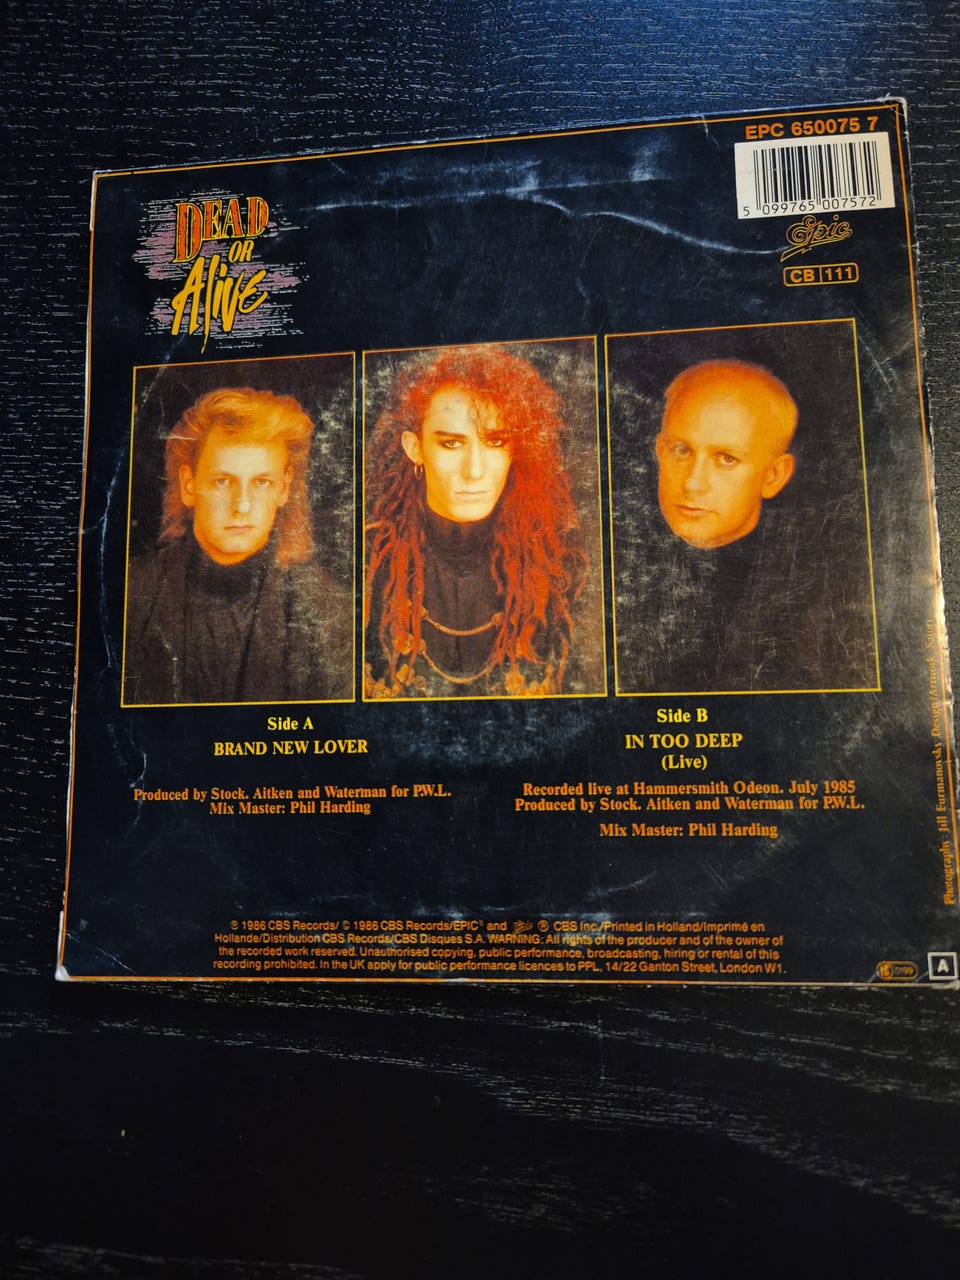 EPC 650075 7
5 099765 007572
Epic
CB 111
DEAD
OR
Alive
Side A
BRAND NEW LOVER
Produced by Stock. Aitken and Waterman for P.W.L.
Mix Master: Phil Harding
Side B
IN TOO DEEP
(Live)
Recorded live at Hammersmith Odeon. July 1985
Produced by Stock. Aitken and Waterman for P.W.L.
Mix Master: Phil Harding
Photography : Jill Furmanovsky Design/Artwork :
℗ 1986 CBS Records/ © 1986 CBS Records/EPIC® and ® CBS Inc./Printed in Holland/Imprimé en
Hollande/Distribution CBS Records/CBS Disques S.A. WARNING: All rights of the producer and of the owner of
the recorded work reserved. Unauthorised copying, public performance, broadcasting, hiring or rental of this
recording prohibited. In the UK apply for public performance licences to PPL, 14/22 Ganton Street, London W1.
A